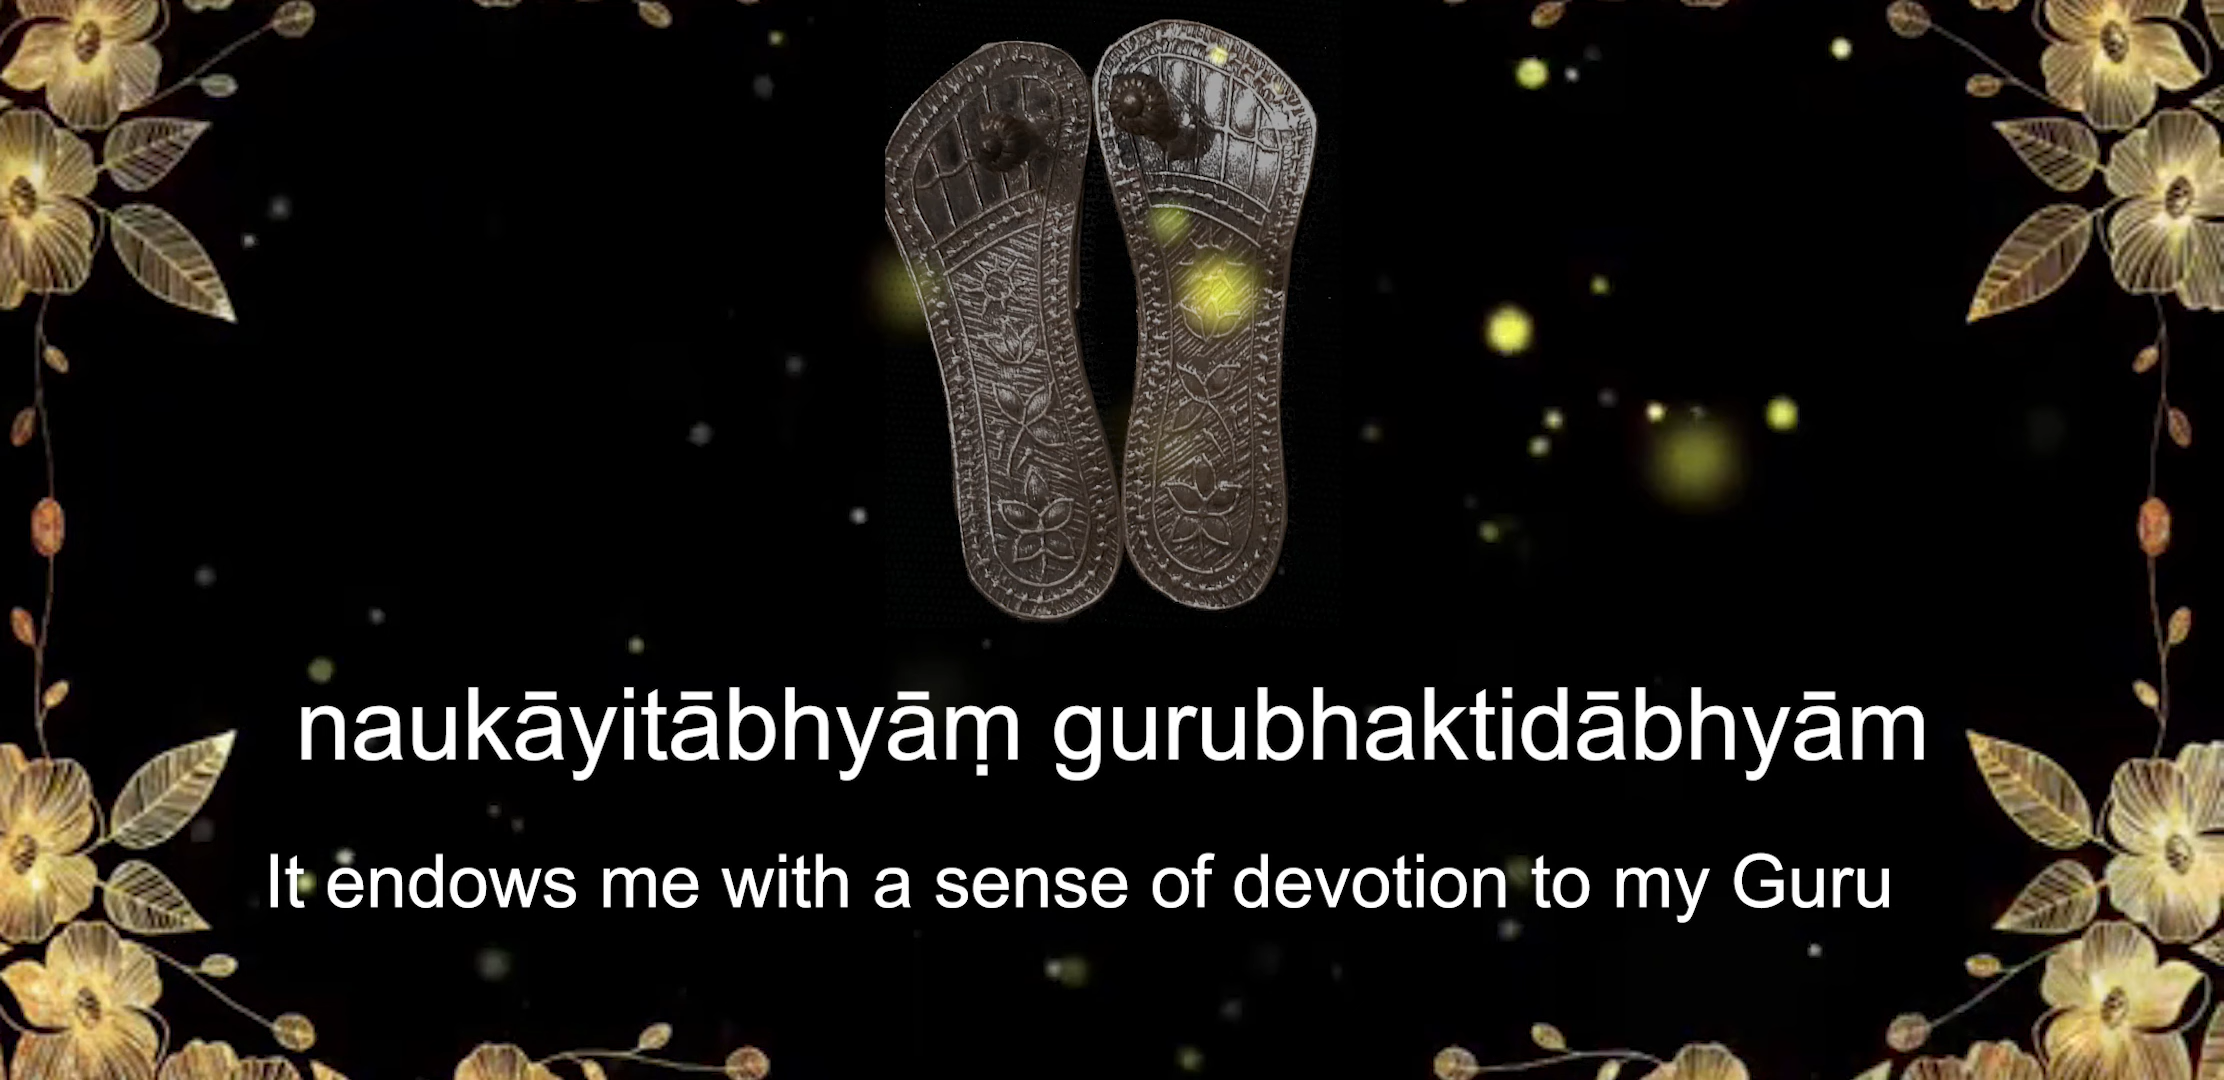 naukāyitābhyāṃ gurubhaktidābhyām
It endows me with a sense of devotion to my Guru